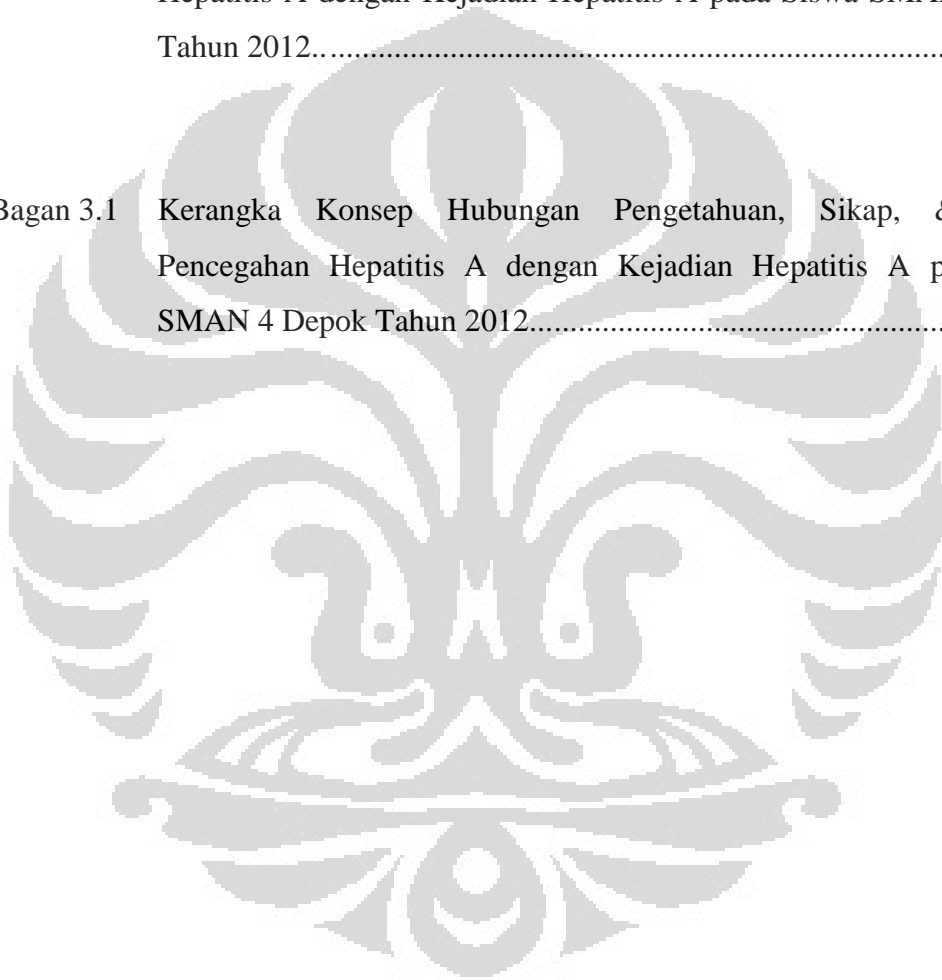 Hepatitis A dengan Kejadian Hepatitis A pada Siswa
Tahun 2012..............................................................................
Bagan 3.1 Kerangka Konsep Hubungan Pengetahuan, Sikap, &
Pencegahan Hepatitis A dengan Kejadian Hepatitis A p
SMAN 4 Depok Tahun 2012....................................................